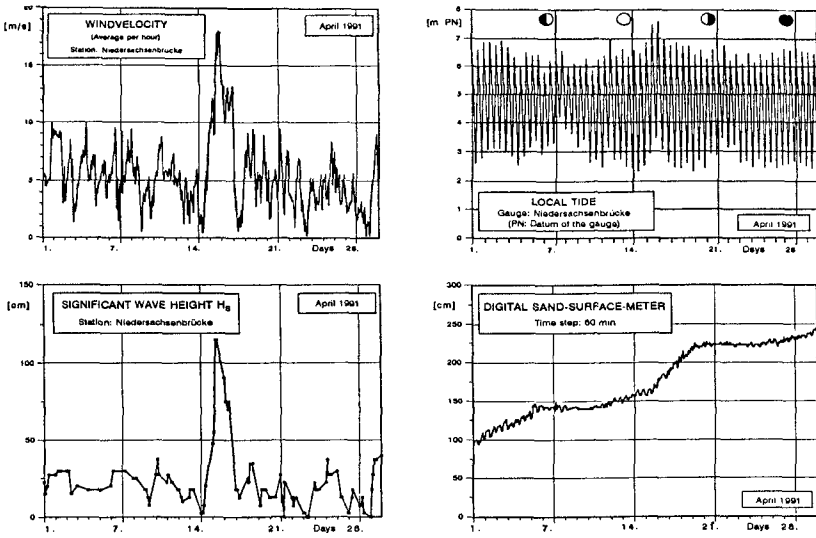 [m/s]
20
15
10
5
0
WINDVELOCITY
(Average per hour)
Station: Niedersachsenbrücke
April 1991
1. 7. 14. 21. Days 28.
[m PN]
8
7
6
5
4
3
2
1
0
LOCAL TIDE
Gauge: Niedersachsenbrücke
(PN: Datum of the gauge)
April 1991
1. 7. 14. 21. Days 28.
150
[cm]
100
50
0
SIGNIFICANT WAVE HEIGHT HS
Station: Niedersachsenbrücke
April 1991
1. 7. 14. 21. Days 28.
300
[cm]
250
200
150
100
50
0
DIGITAL SAND-SURFACE-METER
Time step: 60 min
April 1991
1. 7. 14. 21. Days 28.